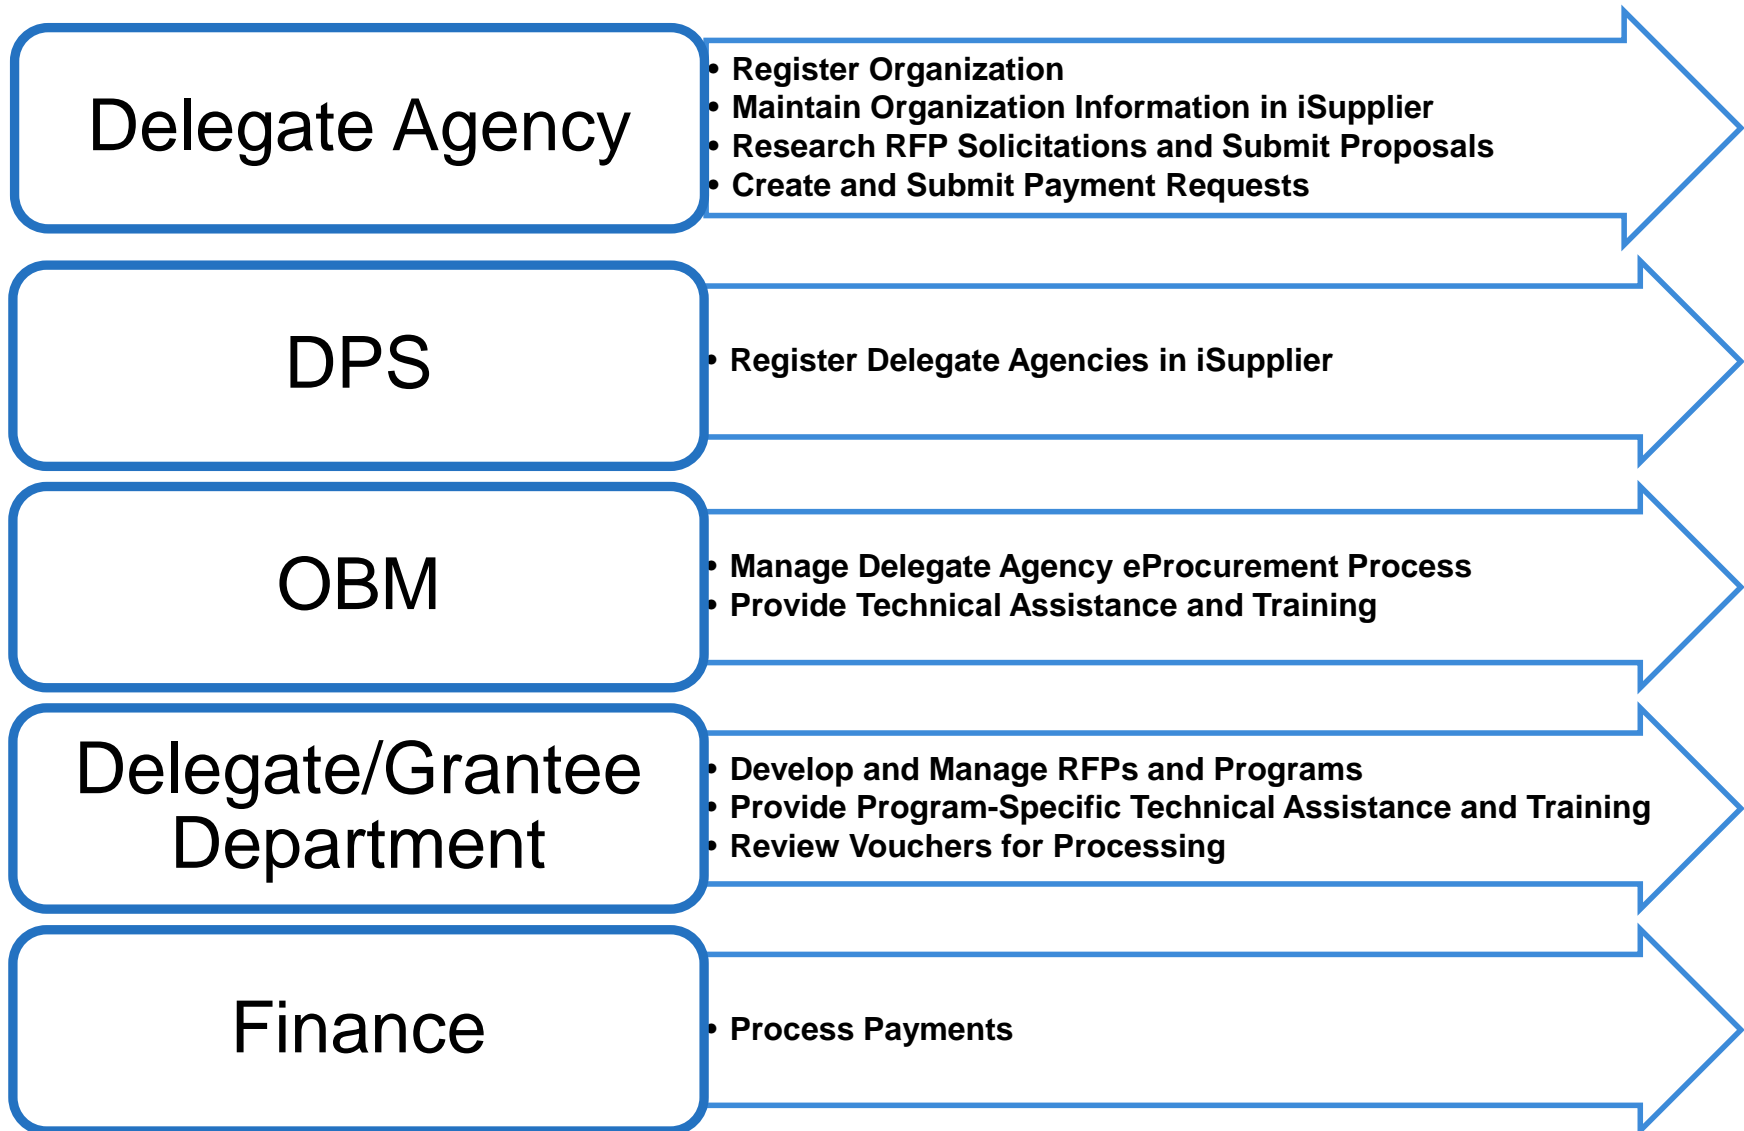 Delegate Agency
• Register Organization
• Maintain Organization Information in iSupplier
• Research RFP Solicitations and Submit Proposals
• Create and Submit Payment Requests
DPS
• Register Delegate Agencies in iSupplier
OBM
• Manage Delegate Agency eProcurement Process
• Provide Technical Assistance and Training
Delegate/Grantee
Department
• Develop and Manage RFPs and Programs
• Provide Program-Specific Technical Assistance and Training
• Review Vouchers for Processing
Finance
• Process Payments